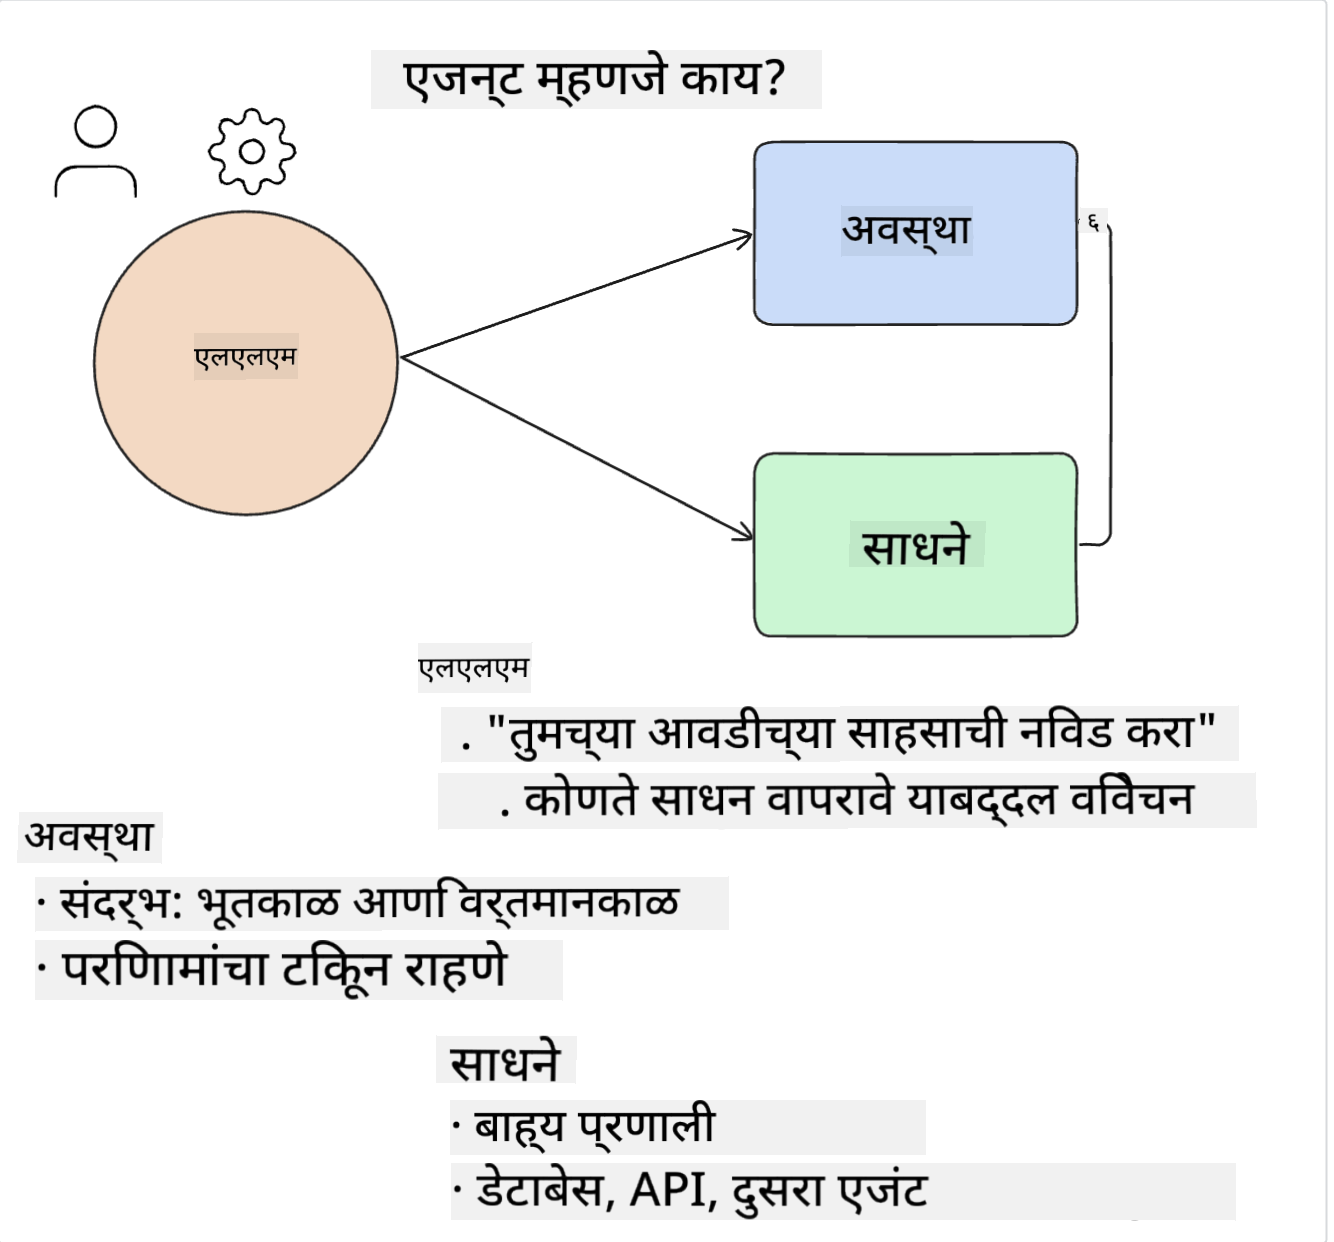 एजन्ट म्हणजे काय?
अवस्था
६
एलएलएम
साधने
एलएलएम
. "तुमच्या आवडीच्या साहसाची निवड करा"
. कोणते साधन वापरावे याबद्दल विवेचन
अवस्था
· संदर्भ: भूतकाळ आणि वर्तमानकाळ
· परिणामांचा टिकून राहणे
साधने
· बाह्य प्रणाली
· डेटाबेस, API, दुसरा एजंट